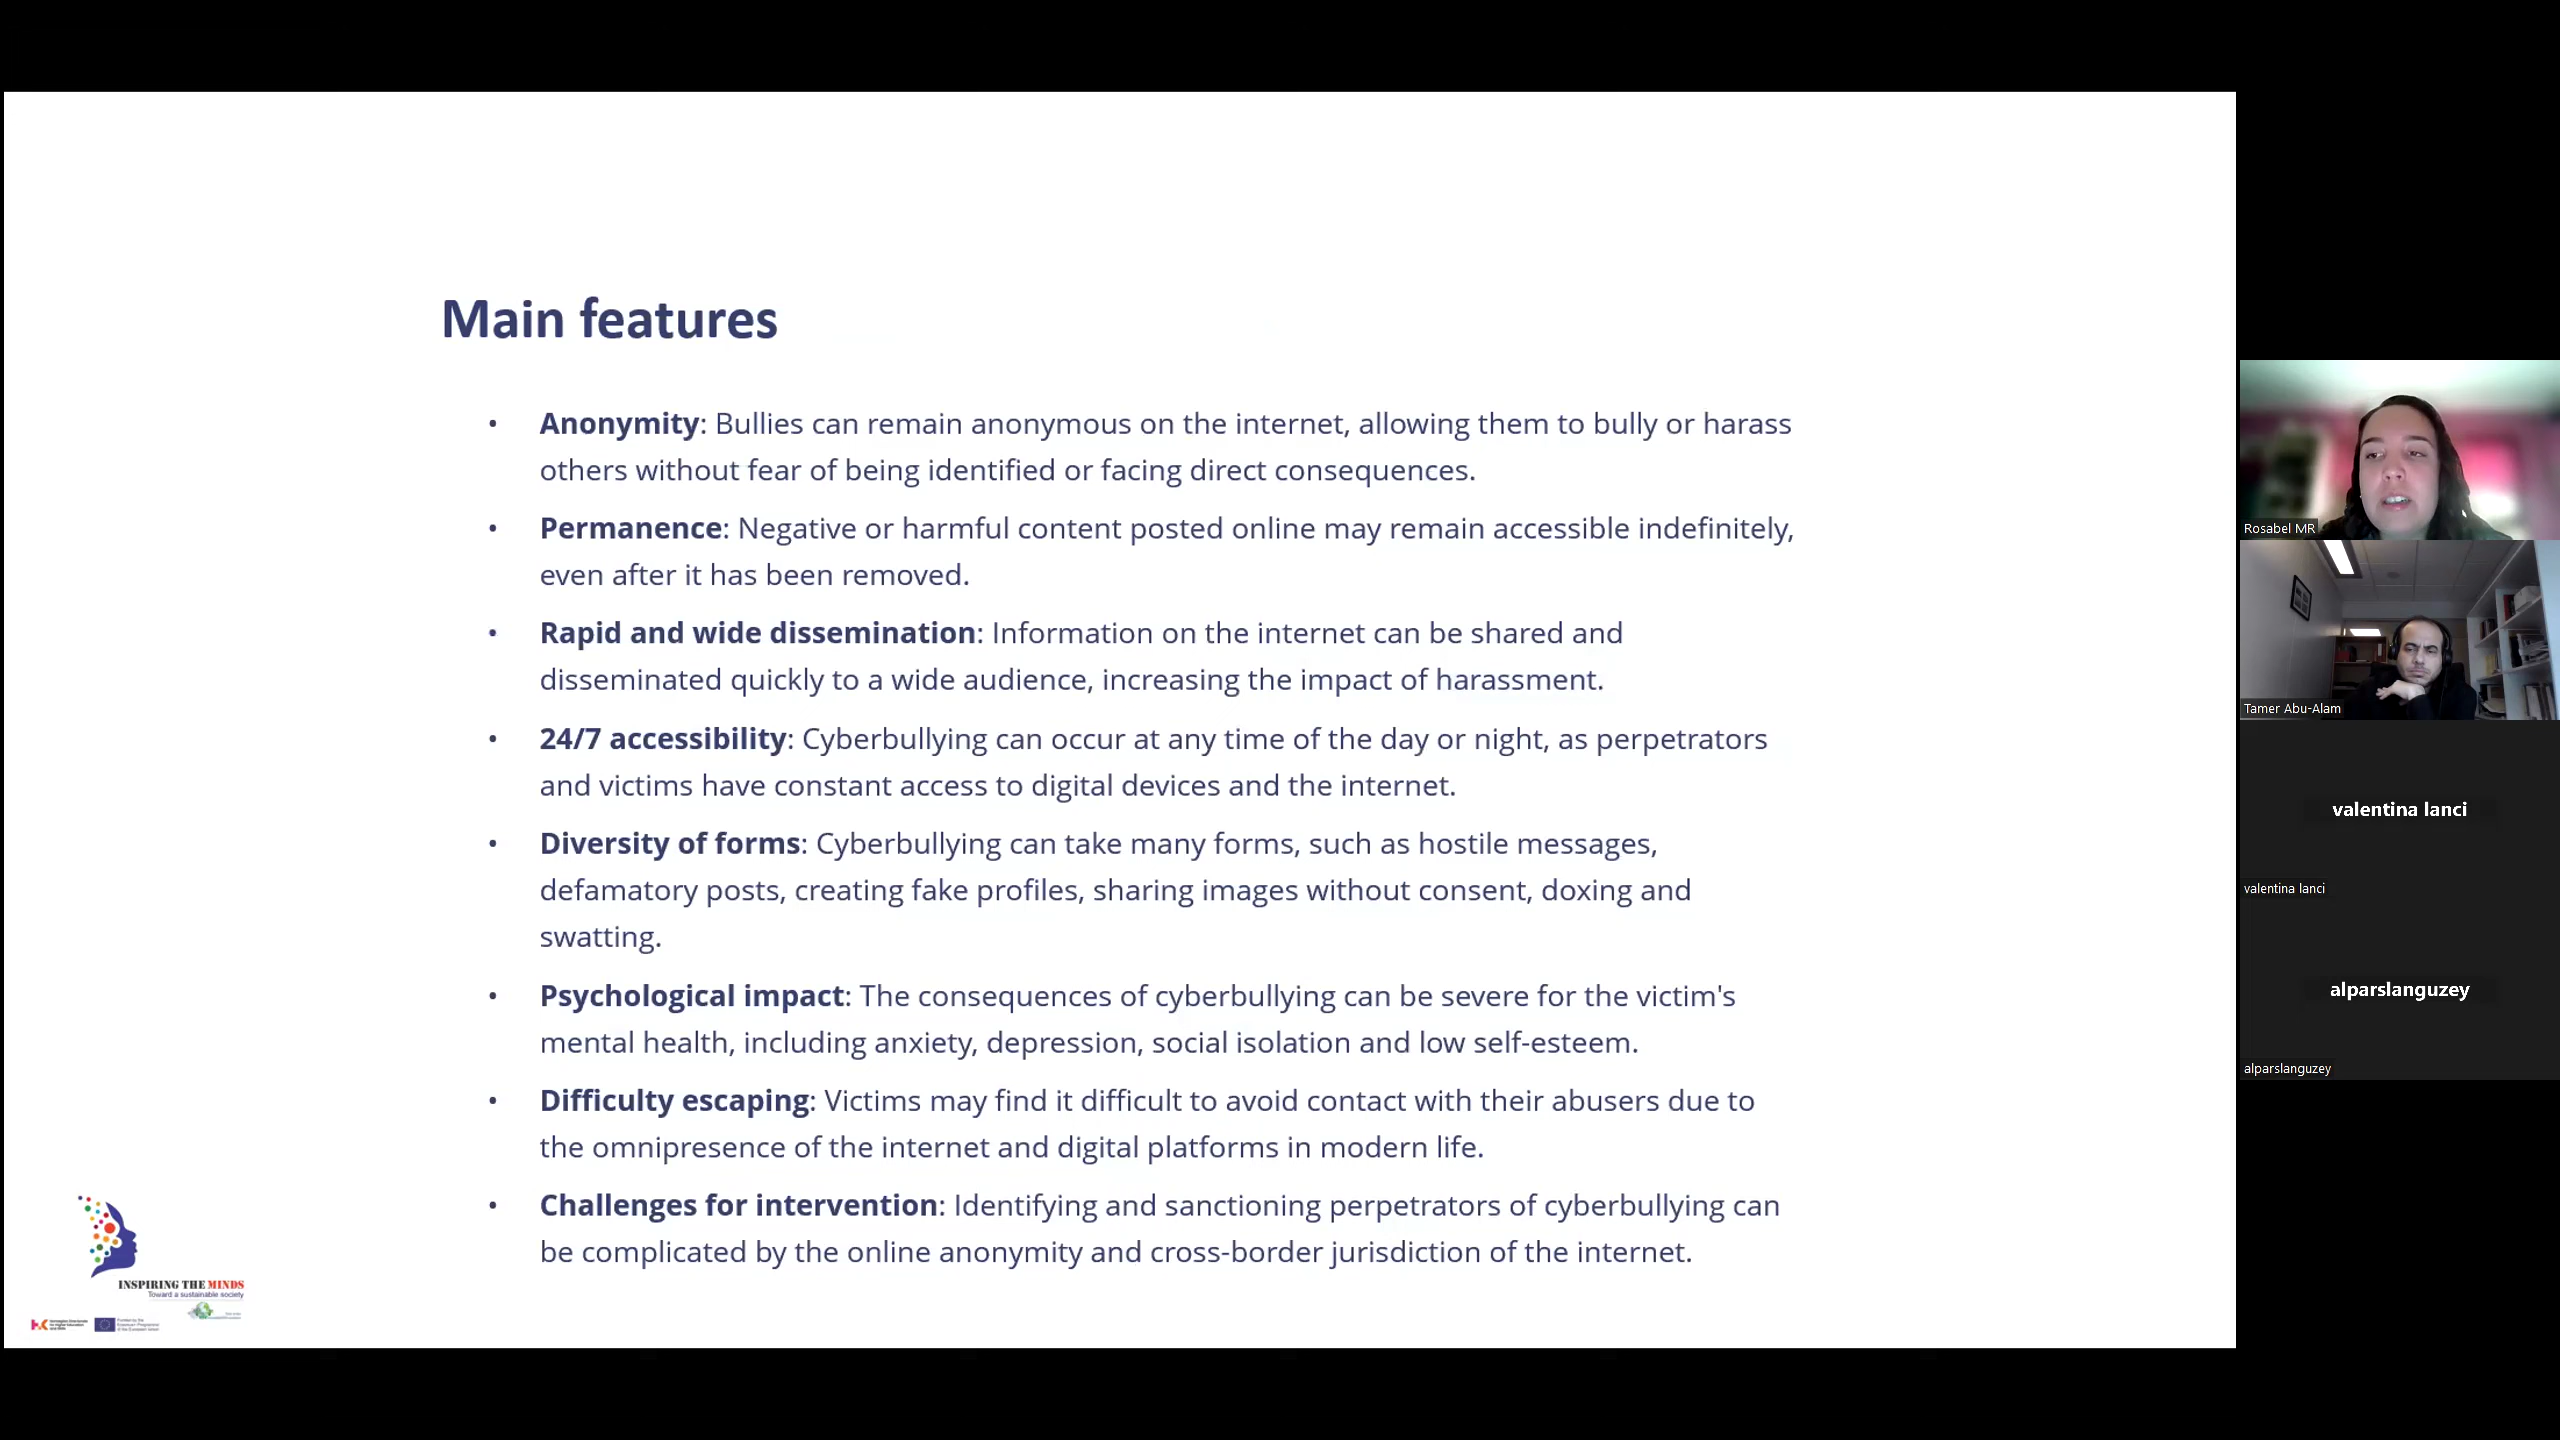 Main features
• Anonymity: Bullies can remain anonymous on the internet, allowing them to bully or harass
others without fear of being identified or facing direct consequences.
• Permanence: Negative or harmful content posted online may remain accessible indefinitely,
even after it has been removed.
• Rapid and wide dissemination: Information on the internet can be shared and
disseminated quickly to a wide audience, increasing the impact of harassment.
• 24/7 accessibility: Cyberbullying can occur at any time of the day or night, as perpetrators
and victims have constant access to digital devices and the internet.
• Diversity of forms: Cyberbullying can take many forms, such as hostile messages,
defamatory posts, creating fake profiles, sharing images without consent, doxing and
swatting.
• Psychological impact: The consequences of cyberbullying can be severe for the victim's
mental health, including anxiety, depression, social isolation and low self-esteem.
• Difficulty escaping: Victims may find it difficult to avoid contact with their abusers due to
the omnipresence of the internet and digital platforms in modern life.
• Challenges for intervention: Identifying and sanctioning perpetrators of cyberbullying can
be complicated by the online anonymity and cross-border jurisdiction of the internet.
INSPIRING THE MINDS
Toward a sustainable society
Rosabel MR
Tamer Abu-Alam
valentina lanci
valentina lanci
alparslanguzey
alparslanguzey